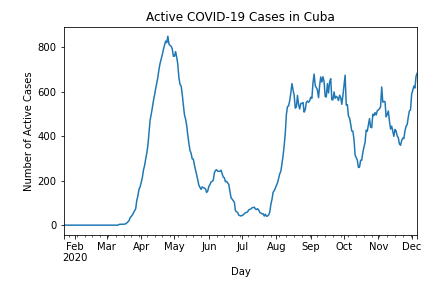 Active COVID-19 Cases in Cuba
Number of Active Cases
800
600
400
200
0
Feb Mar Apr May Jun Jul Aug Sep Oct Nov Dec
2020
Day